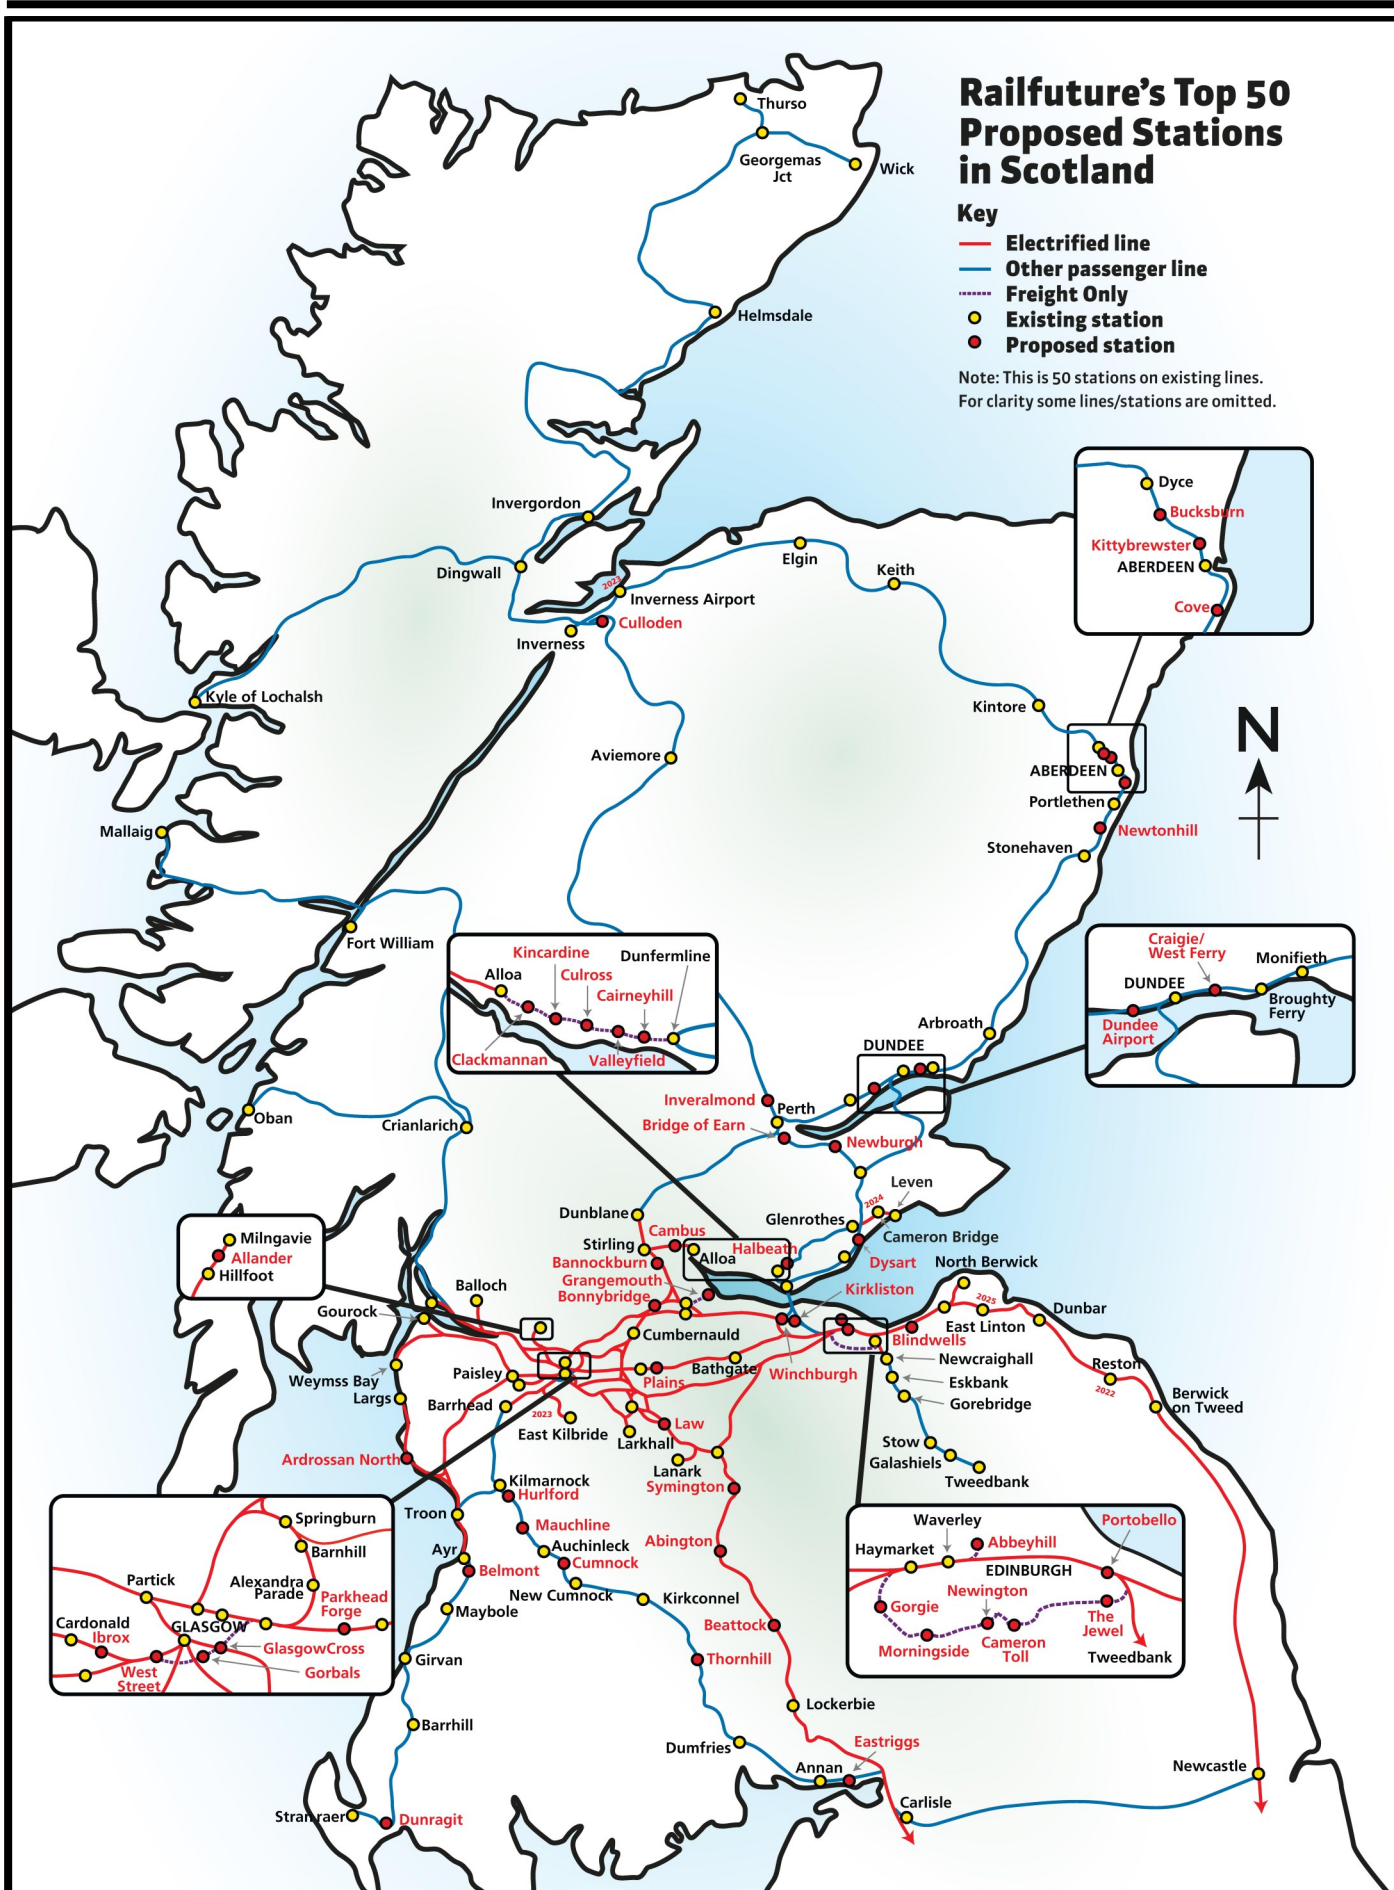 Railfuture's Top 50
Proposed Stations
in Scotland
Key
Electrified line
Other passenger line
Freight Only
Existing station
Proposed station
Note: This is 50 stations on existing lines.
For clarity some lines/stations are omitted.
Thurso
Georgemas
Jct
Wick
Helmsdale
Invergordon
Dingwall
2023
Inverness Airport
Culloden
Inverness
Elgin
Keith
Kyle of Lochalsh
Kintore
Aviemore
Dyce
Bucksburn
Kittybrewster
ABERDEEN
Cove
N
ABERDEEN
Portlethen
Newtonhill
Stonehaven
Mallaig
Fort William
Kincardine
Dunfermline
Alloa
Culross
Cairneyhill
Clackmannan
Valleyfield
Craigie/
West Ferry
Monifieth
DUNDEE
Broughty
Ferry
Dundee
Airport
Arbroath
DUNDEE
Oban
Crianlarich
Inveralmond
Perth
Bridge of Earn
Newburgh
Leven
2024
Dunblane
Glenrothes
Cameron Bridge
Stirling
Cambus
Alloa
Halbeath
Dysart
Bannockburn
Grangemouth
Bonnybridge
Kirkliston
North Berwick
2025
East Linton
Dunbar
Milngavie
Allander
Hillfoot
Balloch
Gourock
Cumbernauld
Blindwells
Newcraighall
Reston
2022
Weymss Bay
Paisley
Plains
Bathgate
Winchburgh
Eskbank
Gorebridge
Berwick
on Tweed
Largs
Barrhead
2023
East Kilbride
Law
Larkhall
Lanark
Stow
Galashiels
Tweedbank
Ardrossan North
Symington
Kilmarnock
Hurlford
Troon
Mauchline
Abington
Auchinleck
Cumnock
Ayr
Belmont
New Cumnock
Kirkconnel
Maybole
Beattock
Girvan
Thornhill
Lockerbie
Barrhill
Dumfries
Eastriggs
Annan
Newcastle
Carlisle
Stranraer
Dunragit
Springburn
Barnhill
Partick
Alexandra
Parade
Parkhead
Forge
Cardonald
Ibrox
GLASGOW
GlasgowCross
West
Street
Gorbals
Waverley
Abbeyhill
Portobello
Haymarket
EDINBURGH
Newington
Gorgie
Morningside
Cameron
Toll
The
Jewel
Tweedbank